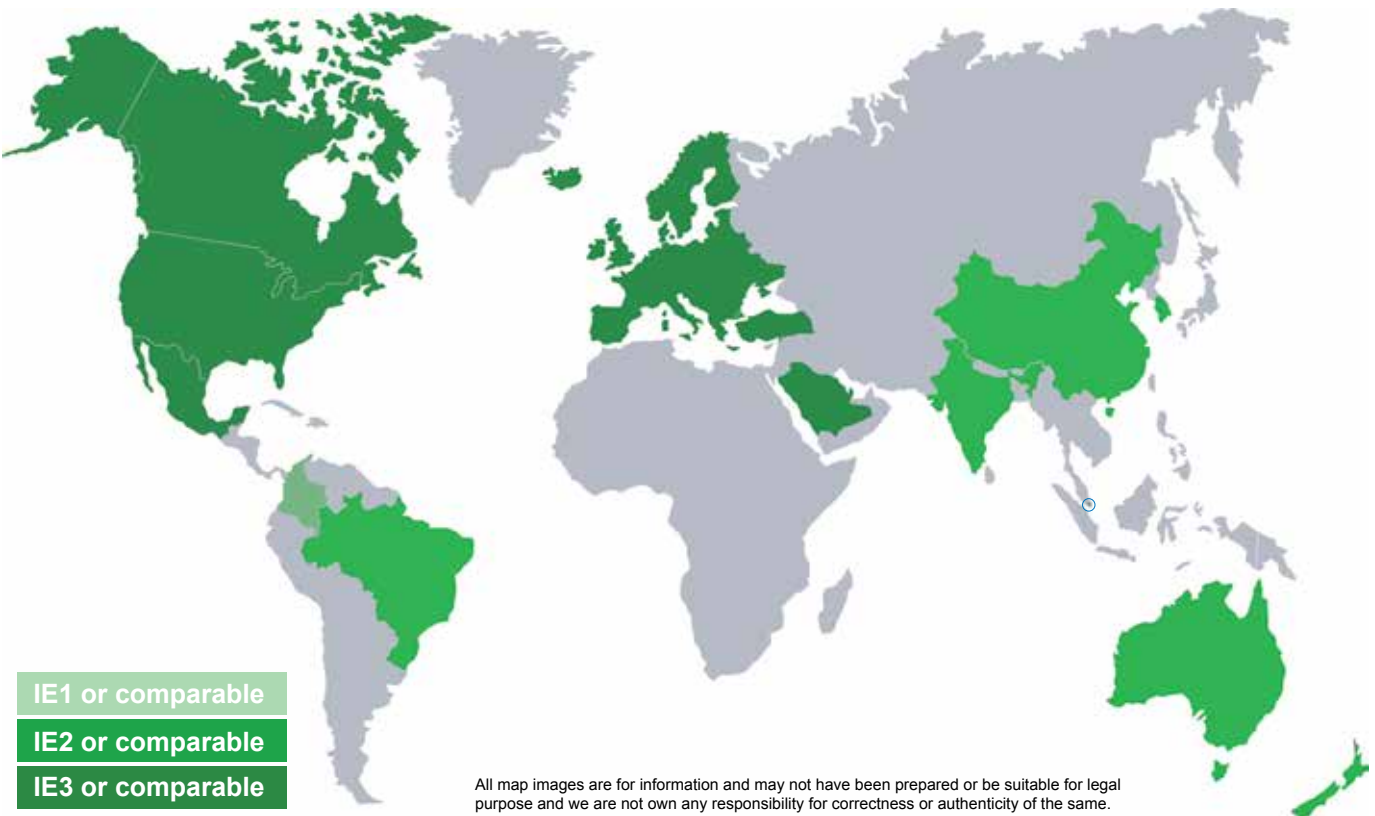 IE1 or comparable
IE2 or comparable
IE3 or comparable
All map images are for information and may not have been prepared or be suitable for legal
purpose and we are not own any responsibility for correctness or authenticity of the same.